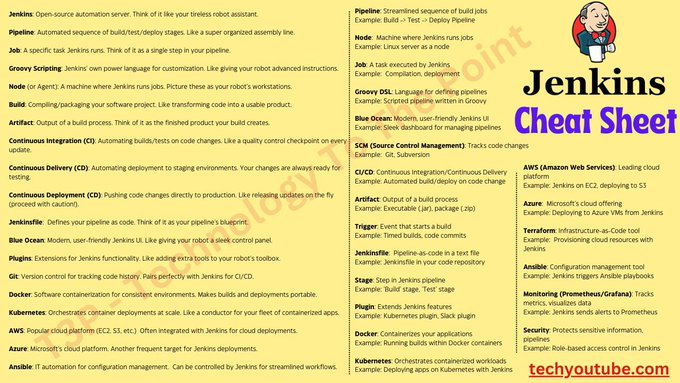 Jenkins: Open-source automation server. Think of it like your tireless robot assistant.
Pipeline: Automated sequence of build/test/deploy stages. Like a super organized assembly line.
Job: A specific task Jenkins runs. Think of it as a single step in your pipeline.
Groovy Scripting: Jenkins' own power language for customization. Like giving your robot advanced instructions.
Node (or Agent): A machine where Jenkins runs jobs. Picture these as your robot's workstations.
Build: Compiling/packaging your software project. Like transforming code into a usable product.
Artifact: Output of a build process. Think of it as the finished product your build creates.
Continuous Integration (CI): Automating builds/tests on code changes. Like a quality control checkpoint on every
update.
Continuous Delivery (CD): Automating deployment to staging environments. Your changes are always ready for
testing.
Continuous Deployment (CD): Pushing code changes directly to production. Like releasing updates on the fly
(proceed with caution!).
Jenkinsfile: Defines your pipeline as code. Think of it as your pipeline's blueprint.
Blue Ocean: Modern, user-friendly Jenkins UI. Like giving your robot a sleek control panel.
Plugins: Extensions for Jenkins functionality. Like adding extra tools to your robot's toolbox.
Git: Version control for tracking code history. Pairs perfectly with Jenkins for CI/CD.
Docker: Software containerization for consistent environments. Makes builds and deployments portable.
Kubernetes: Orchestrates container deployments at scale. Like a conductor for your fleet of containerized apps.
AWS: Popular cloud platform (EC2, S3, etc.) Often integrated with Jenkins for cloud deployments.
Azure: Microsoft's cloud platform. Another frequent target for Jenkins deployments.
Ansible: IT automation for configuration management. Can be controlled by Jenkins for streamlined workflows.
Pipeline: Streamlined sequence of build jobs
Example: Build -> Test -> Deploy Pipeline
Node: Machine where Jenkins runs jobs
Example: Linux server as a node
Job: A task executed by Jenkins
Example: Compilation, deployment
Groovy DSL: Language for defining pipelines
Example: Scripted pipeline written in Groovy
Blue Ocean: Modern, user-friendly Jenkins UI
Example: Sleek dashboard for managing pipelines
SCM (Source Control Management): Tracks code changes
Example: Git, Subversion
CI/CD: Continuous Integration/Continuous Delivery
Example: Automated build/deploy on code change
Artifact: Output of a build process
Example: Executable (.jar), package (.zip)
Trigger: Event that starts a build
Example: Timed builds, code commits
Jenkinsfile: Pipeline-as-code in a text file
Example: Jenkinsfile in your code repository
Stage: Step in Jenkins pipeline
Example: 'Build' stage, 'Test' stage
Plugin: Extends Jenkins features
Example: Kubernetes plugin, Slack plugin
Docker: Containerizes your applications
Example: Running builds within Docker containers
Kubernetes: Orchestrates containerized workloads
Example: Deploying apps on Kubernetes with Jenkins
Jenkins
Cheat Sheet
AWS (Amazon Web Services): Leading cloud
platform
Example: Jenkins on EC2, deploying to S3
Azure: Microsoft's cloud offering
Example: Deploying to Azure VMs from Jenkins
Terraform: Infrastructure-as-Code tool
Example: Provisioning cloud resources with
Jenkins
Ansible: Configuration management tool
Example: Jenkins triggers Ansible playbooks
Monitoring (Prometheus/Grafana): Tracks
metrics, visualizes data
Example: Jenkins sends alerts to Prometheus
Security: Protects sensitive information,
pipelines
Example: Role-based access control in Jenkins
techyoutube.com
T3P - Technology To The Point